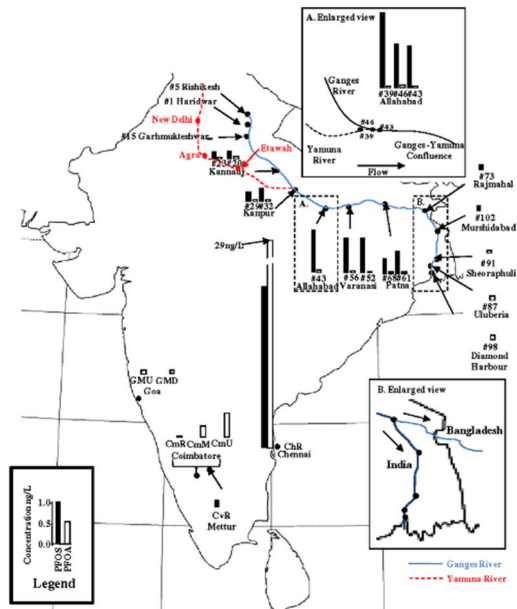 A. Enlarged view
#39 #46 #43
Allahabad
Ganges
River
#46
#43
#39
Yamuna
River
Ganges-Yamuna
Confluence
Flow
#5 Rishikesh
#1 Haridwar
New Delhi
#15 Garhmukteshwar
Agra
Etawah
#23 #20
Kannauj
#29 #32
Kanpur
A.
B.
#73
Rajmahal
#102
Murshidabad
#91
Sheoraphuli
#87
Uluberia
#98
Diamond
Harbour
29ng/L
#43
Allahabad
#56 #52
Varanasi
#68 #61
Patna
GMU GMD
Goa
CmR CmM CmU
Coimbatore
ChR
Chennai
CvR
Mettur
B. Enlarged view
Bangladesh
India
Concentration ng/L
1.0
0.5
0.0
PFOS
PFOA
Legend
Ganges River
Yamuna River